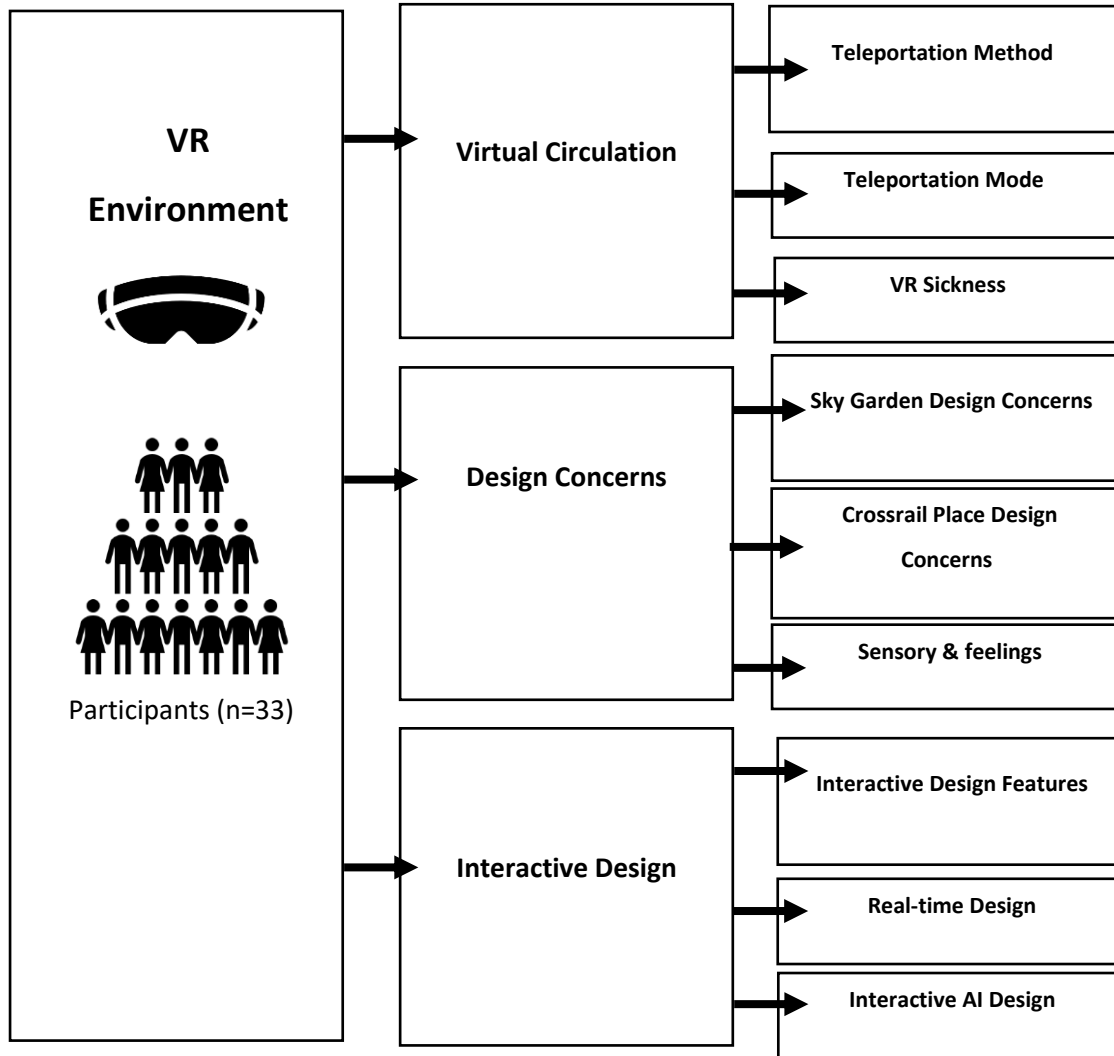 VR
Environment
Participants (n=33)
Virtual Circulation
Teleportation Method
Teleportation Mode
VR Sickness
Design Concerns
Sky Garden Design Concerns
Crossrail Place Design
Concerns
Sensory & feelings
Interactive Design
Interactive Design Features
Real-time Design
Interactive AI Design